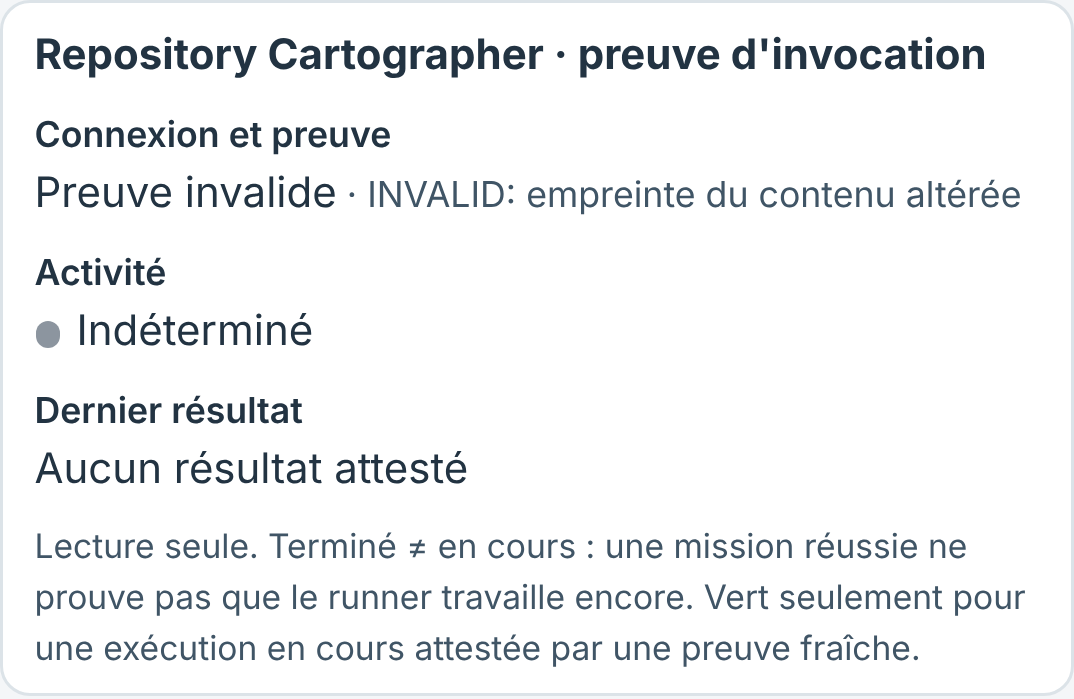 Repository Cartographer · preuve d'invocation
Connexion et preuve
Preuve invalide · INVALID: empreinte du contenu altérée
Activité
Indéterminé
Dernier résultat
Aucun résultat attesté
Lecture seule. Terminé ≠ en cours : une mission réussie ne
prouve pas que le runner travaille encore. Vert seulement pour
une exécution en cours attestée par une preuve fraîche.